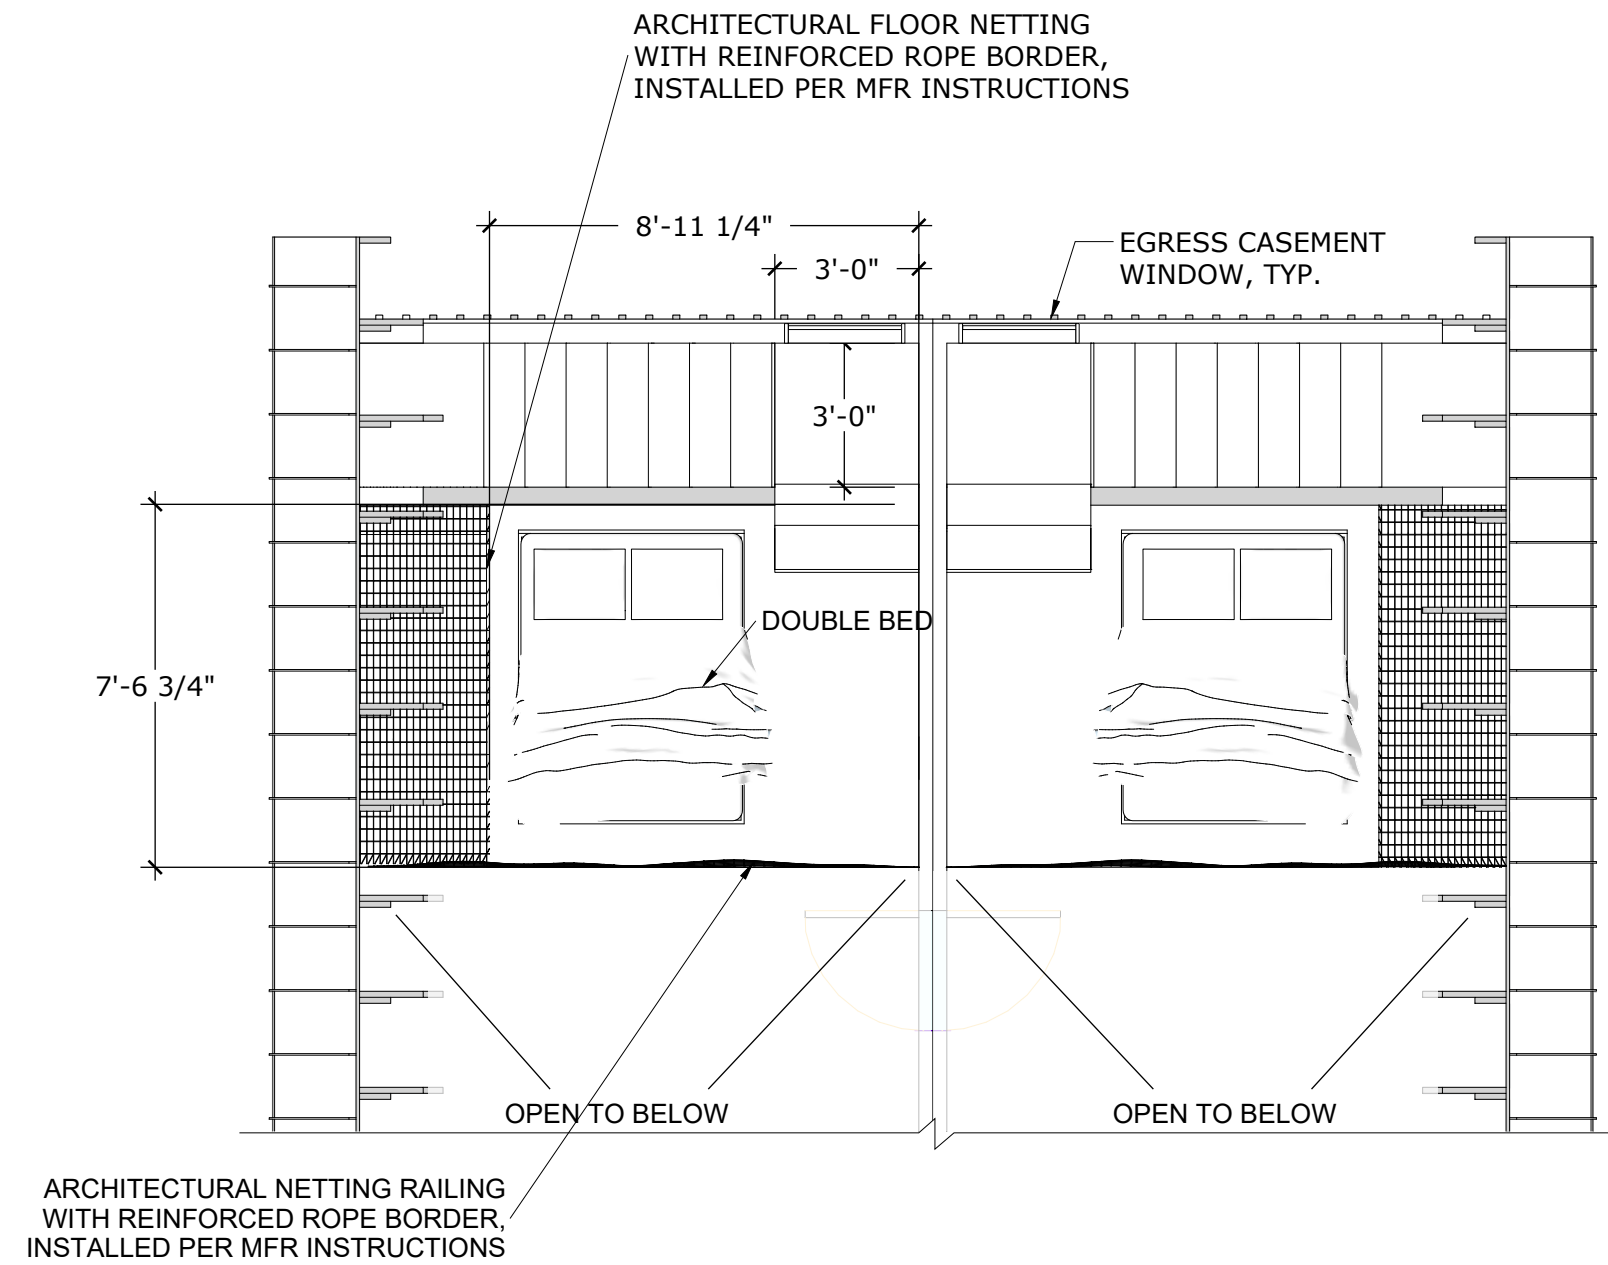 ARCHITECTURAL FLOOR NETTING
WITH REINFORCED ROPE BORDER,
INSTALLED PER MFR INSTRUCTIONS
8'-11 1/4"
3'-0"
EGRESS CASEMENT
WINDOW, TYP.
3'-0"
DOUBLE BED
7'-6 3/4"
OPEN TO BELOW
OPEN TO BELOW
ARCHITECTURAL NETTING RAILING
WITH REINFORCED ROPE BORDER,
INSTALLED PER MFR INSTRUCTIONS